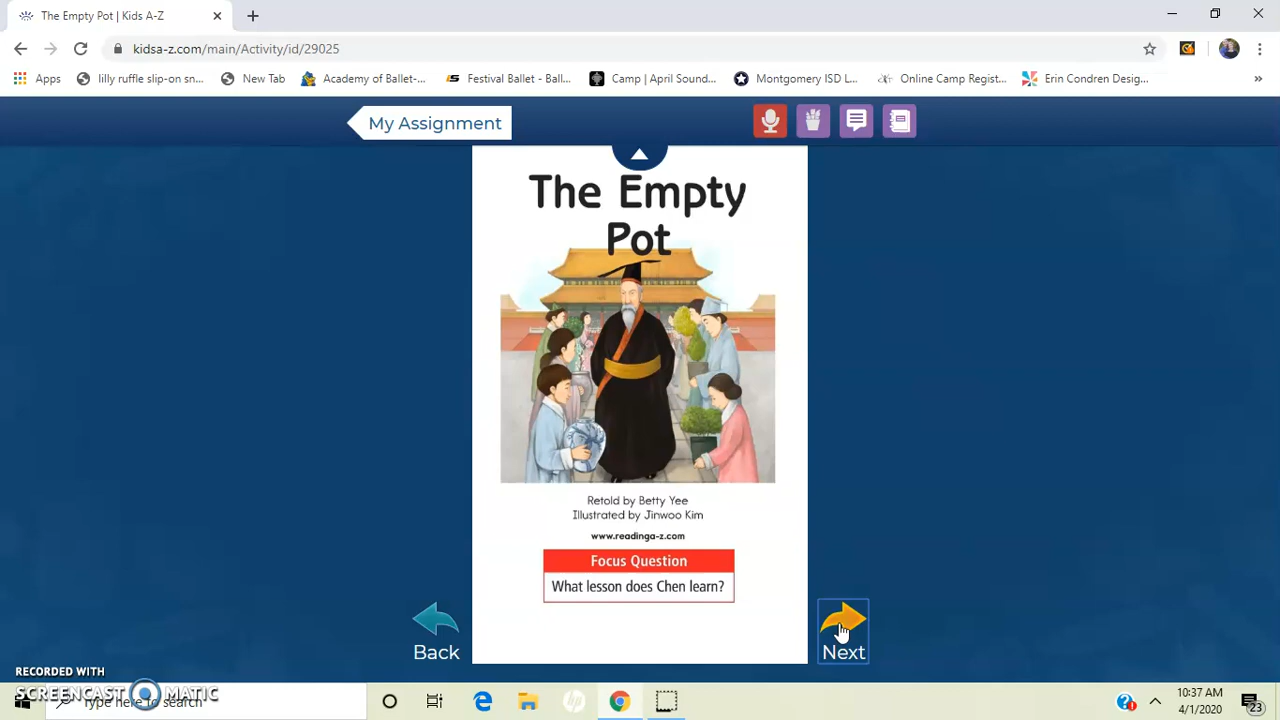 The Empty Pot | Kids A-Z
kidsa-z.com/main/Activity/id/29025
Apps
lilly ruffle slip-on sn...
New Tab
Academy of Ballet-...
Festival Ballet - Ball...
Camp | April Sound...
Montgomery ISD L...
Online Camp Regist...
Erin Condren Desig...
»
My Assignment
The Empty
Pot
Retold by Betty Yee
Illustrated by Jinwoo Kim
www.readinga-z.com
Focus Question
What lesson does Chen learn?
Back
Next
RECORDED WITH
SCREENCAST MATIC
Type here to search
10:37 AM
4/1/2020
23